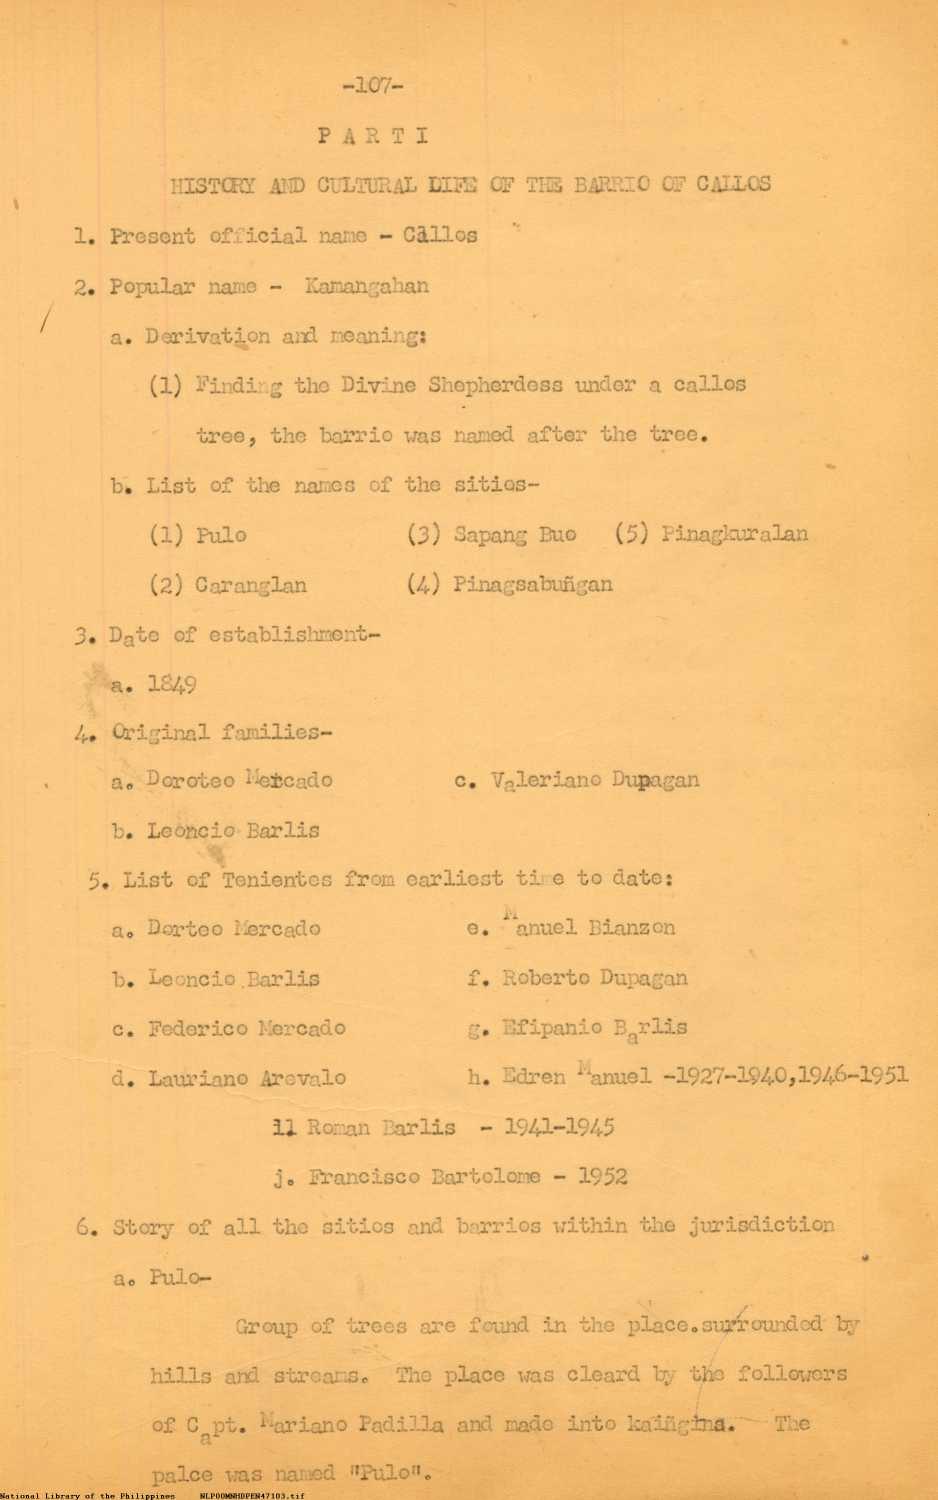 -107-
P A R T I
HISTORY AND CULTURAL LIFE OF THE BARRIO OF CALLOS
1. Present official name - Callos
2. Popular name - Kamangahan
a. Derivation and meaning:
(1) Finding the Divine Shepherdess under a callos
tree, the barrio was named after the tree.
b. List of the names of the sitios-
(1) Pulo (3) Sapang Buo (5) Pinagkuralan
(2) Caranglan (4) Pinagsabuñgan
3. Date of establishment-
a. 1849
4. Original families-
a. Doroteo Mercado c. Valeriano Dupagan
b. Leoncio Barlis
5. List of Tenientes from earliest time to date:
a. Dorteo Mercado e. Manuel Bianzon
b. Leoncio Barlis f. Roberto Dupagan
c. Federico Mercado g. Efipanio Barlis
d. Lauriano Arevalo h. Edren Manuel -1927-1940,1946-1951
i. Roman Barlis - 1941-1945
j. Francisco Bartolome - 1952
6. Story of all the sitios and barrios within the jurisdiction
a. Pulo-
Group of trees are found in the place.surrounded by
hills and streams. The place was cleard by the followers
of Capt. Mariano Padilla and made into kaiñgins. The
palce was named "Pulo".
National Library of the Philippines NLP00MNHDPEN47103.tif